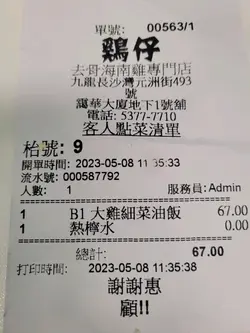 單號: 00563/1
鷄仔
去哥海南雞專門店
九龍長沙灣元洲街493
號
靄華大廈地下1號舖
電話: 5377-7710
客人點菜清單
枱號: 9
開單時間: 2023-05-08 11:35:33
流水號: 000587792
人數: 1 服務員: Admin
1 B1 大雞細菜油飯 67.00
1 熱檸水 0.00
總計: 67.00
打印時間: 2023-05-08 11:35:38
謝謝惠
顧!!